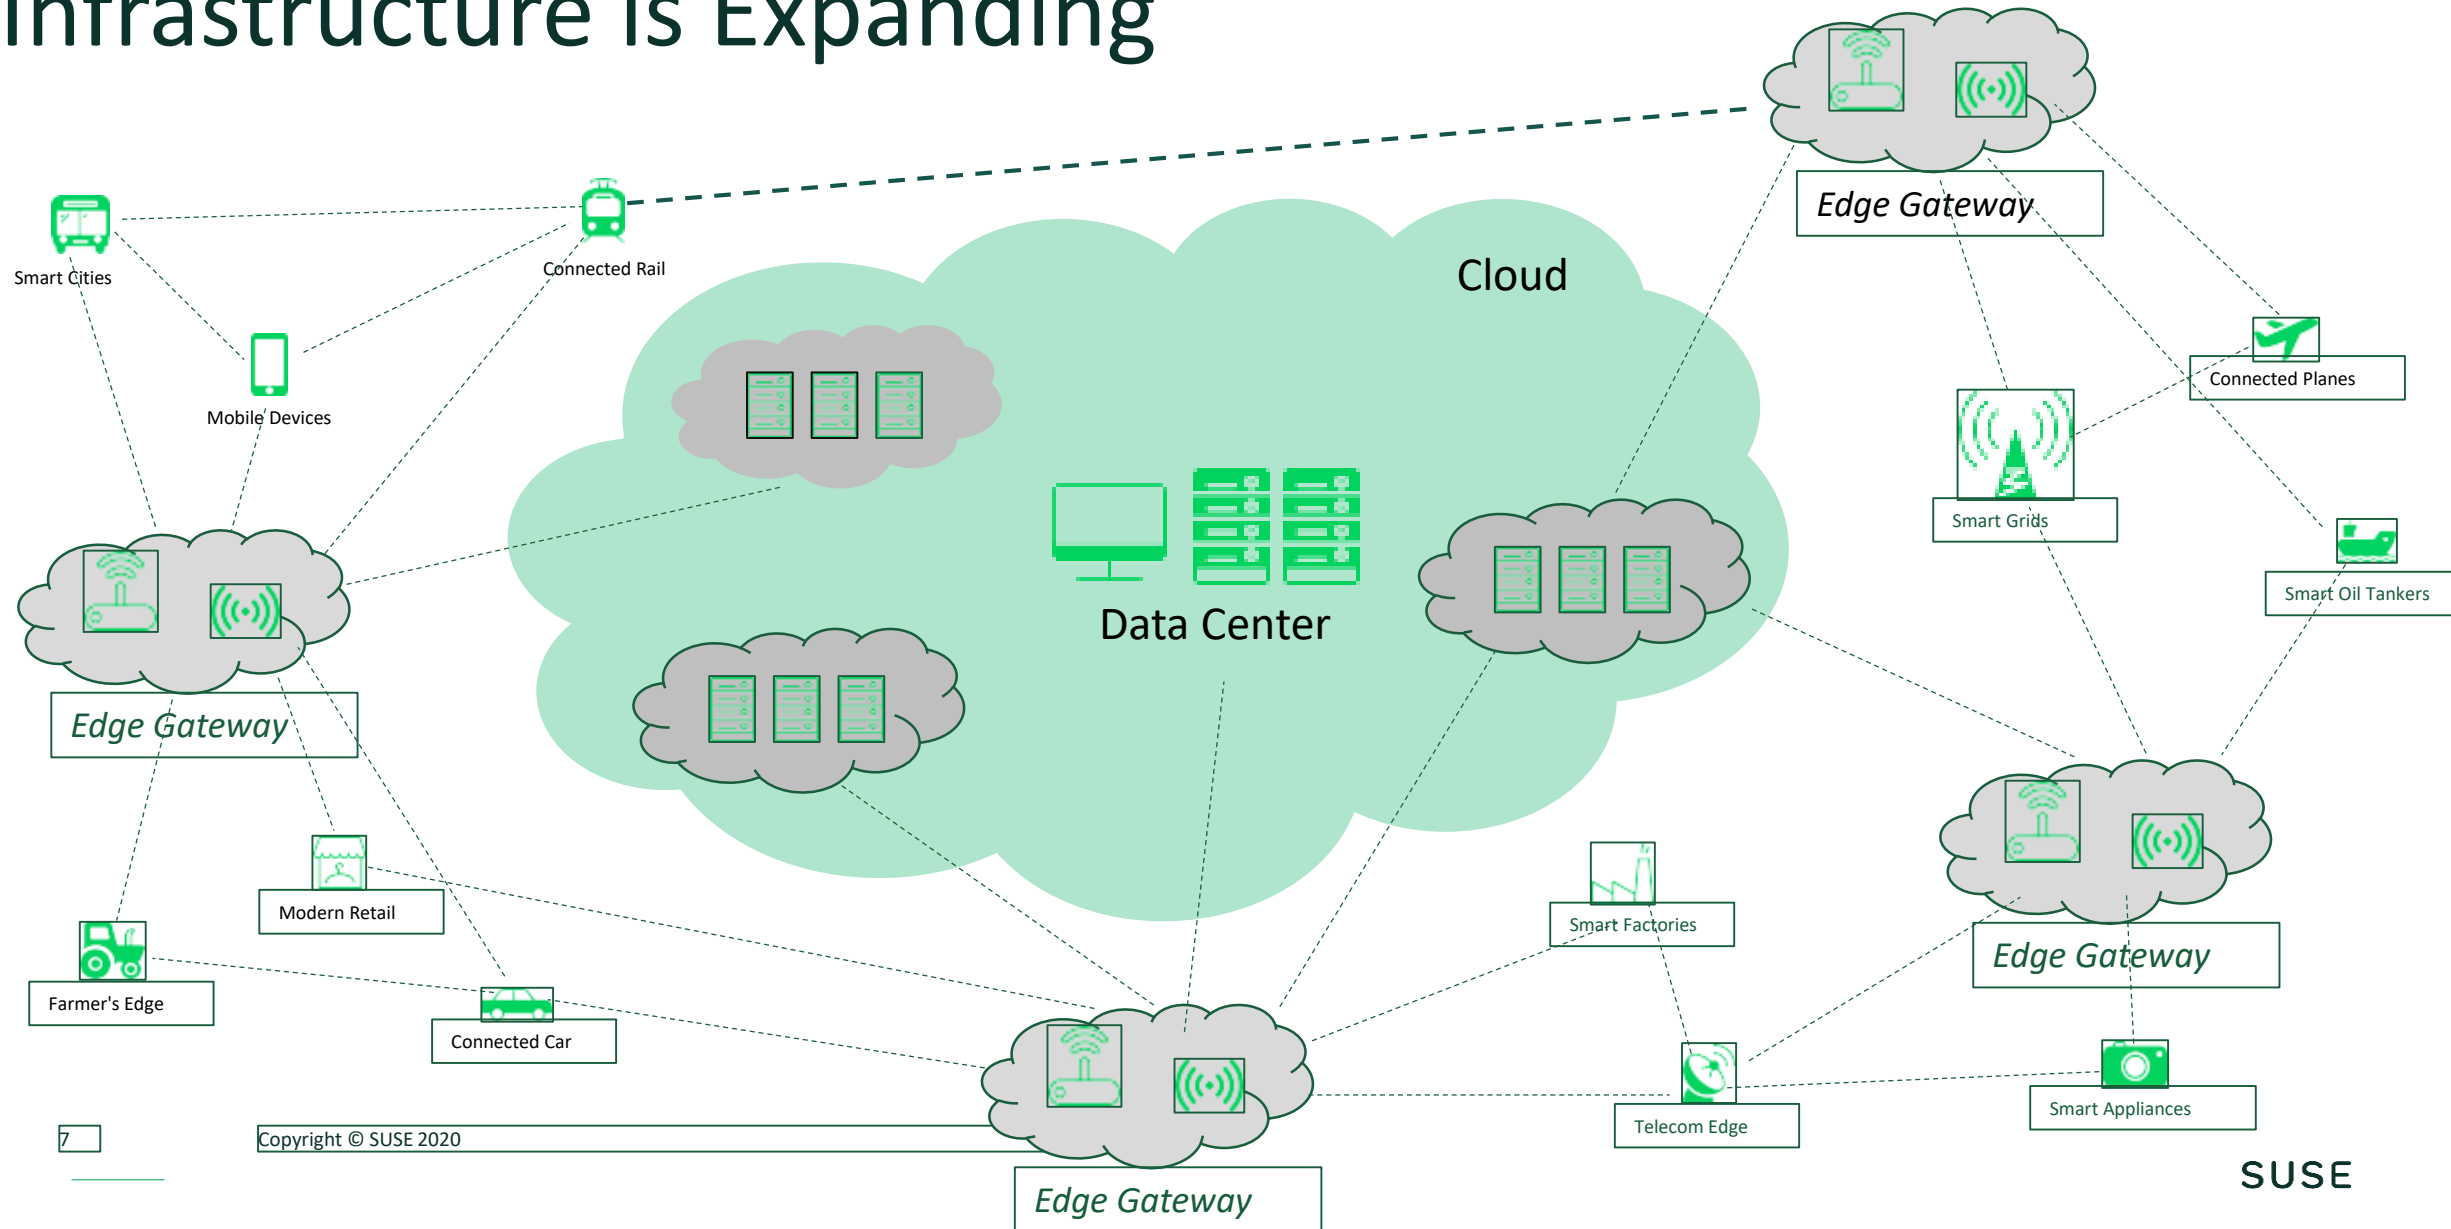 Infrastructure is Expanding
Edge Gateway
Cloud
Smart Cities
Connected Rail
Connected Planes
Mobile Devices
Smart Grids
Smart Oil Tankers
Data Center
Edge Gateway
Modern Retail
Smart Factories
Edge Gateway
Farmer's Edge
Connected Car
Smart Appliances
Telecom Edge
7
Copyright © SUSE 2020
SUSE
Edge Gateway